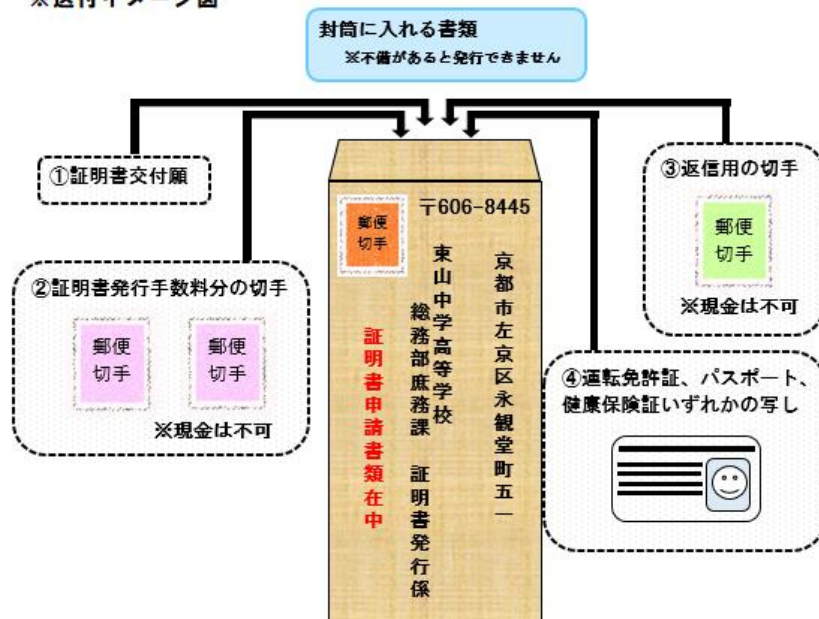 ※送付イメージ図
封筒に入れる書類
※不備があると発行できません
①証明書交付願
②証明書発行手数料分の切手
郵便
切手
郵便
切手
※現金は不可
③返信用の切手
郵便
切手
※現金は不可
④運転免許証、パスポート、
健康保険証いずれかの写し
郵便
切手
〒606-8445
京都市左京区永観堂町五一
東山中学高等学校
総務部庶務課 証明書発行係
証明書申請書類在中